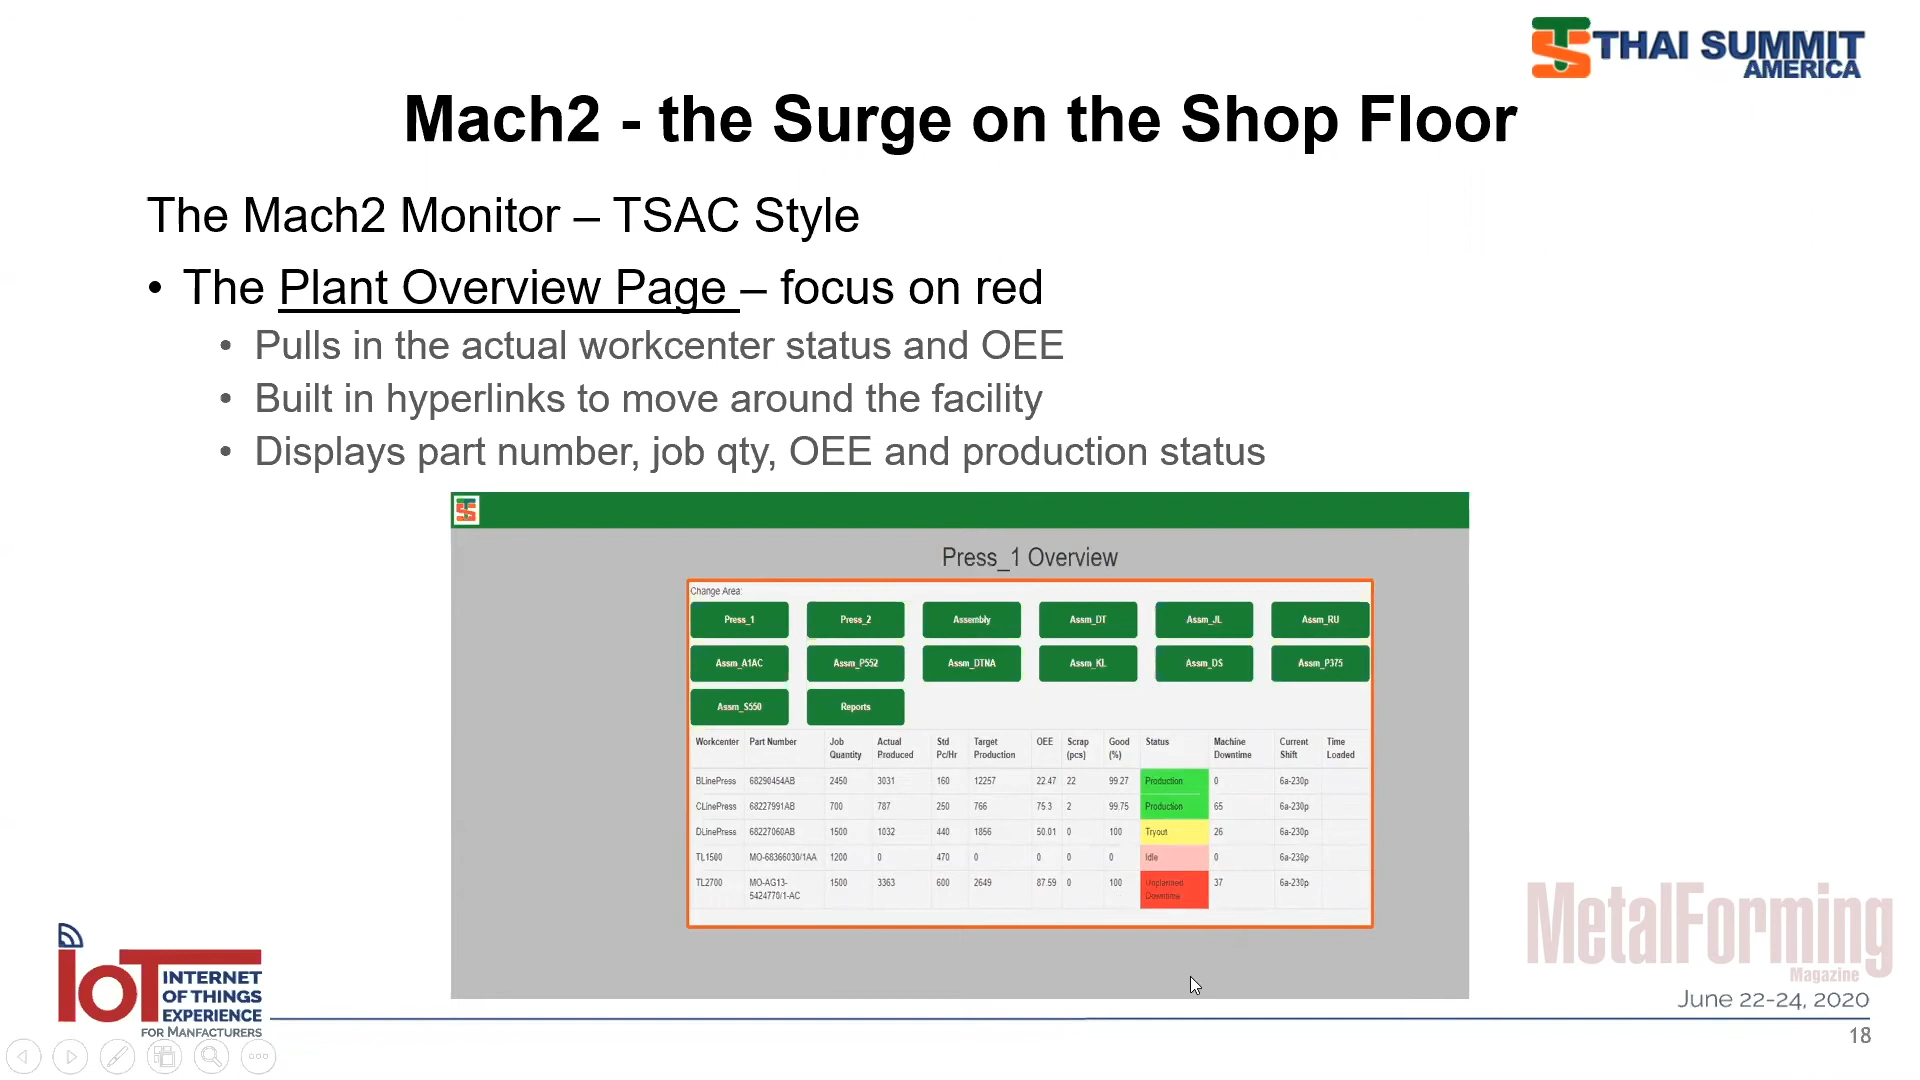 THAI SUMMIT
AMERICA
Mach2 - the Surge on the Shop Floor
The Mach2 Monitor – TSAC Style
• The Plant Overview Page – focus on red
• Pulls in the actual workcenter status and OEE
• Built in hyperlinks to move around the facility
• Displays part number, job qty, OEE and production status
Press_1 Overview
Change Area:
Press_1 Press_2 Assembly Assm_DT Assm_JL Assm_RU
Assm_A1AC Assm_P552 Assm_DTNA Assm_KL Assm_DS Assm_P375
Assm_S550 Reports
Workcenter Part Number Job Actual Std Target OEE Scrap Good Status Machine Current Time
Quantity Produced Pc/Hr Production (pcs) (%) Downtime Shift Loaded
BLinePress 68290454AB 2450 3031 160 12257 22.47 22 99.27 Production 0 6a-230p
CLinePress 68227991AB 700 787 250 766 75.3 2 99.75 Production 65 6a-230p
DLinePress 68227060AB 1500 1032 440 1856 50.01 0 100 Tryout 26 6a-230p
TL1500 MO-68366030/1AA 1200 0 470 0 0 0 0 Idle 0 6a-230p
TL2700 MO-AG13- 1500 3363 600 2649 87.59 0 100 Unplanned 37 6a-230p
5424770/1-AC Downtime
IoT INTERNET
OF THINGS
EXPERIENCE
FOR MANFACTURERS
MetalForming
Magazine
June 22-24, 2020
18